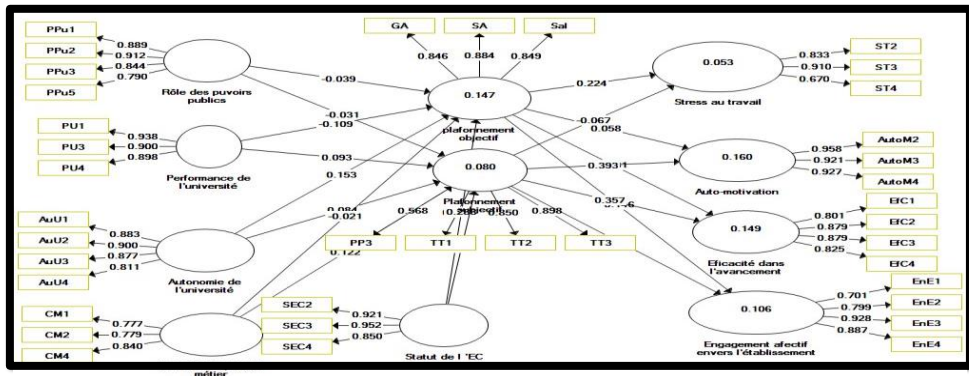 GA SA Sal
PPu1
PPu2
PPu3
PPu5
0.889
0.912
0.844
0.790
Rôle des puvoirs
publics
0.846 0.884 0.849
0.147
plafonnement
objectif
-0.039
-0.031
-0.109
0.224
0.053
Stress au travail
0.833
0.910
0.670
ST2
ST3
ST4
PU1
PU3
PU4
0.938
0.900
0.898
Performance de
l'université
0.093
0.153
0.080
-0.067
0.058
0.160
Auto-motivation
0.958
0.921
0.927
AutoM2
AutoM3
AutoM4
0.357
AuU1
AuU2
AuU3
AuU4
0.883
0.900
0.877
0.811
Autonomie de
l'université
-0.021
0.122
0.568 0.850 0.898
PP3 TT1 TT2 TT3
0.149
Eficacité dans
l'avancement
0.801
0.879
0.879
0.825
EfC1
EfC2
EfC3
EfC4
CM1
CM2
CM4
0.777
0.779
0.840
métier
SEC2
SEC3
SEC4
0.921
0.952
0.850
Statut de l 'EC
0.106
Engagement afectif
envers l'établissement
0.701
0.799
0.928
0.887
EnE1
EnE2
EnE3
EnE4